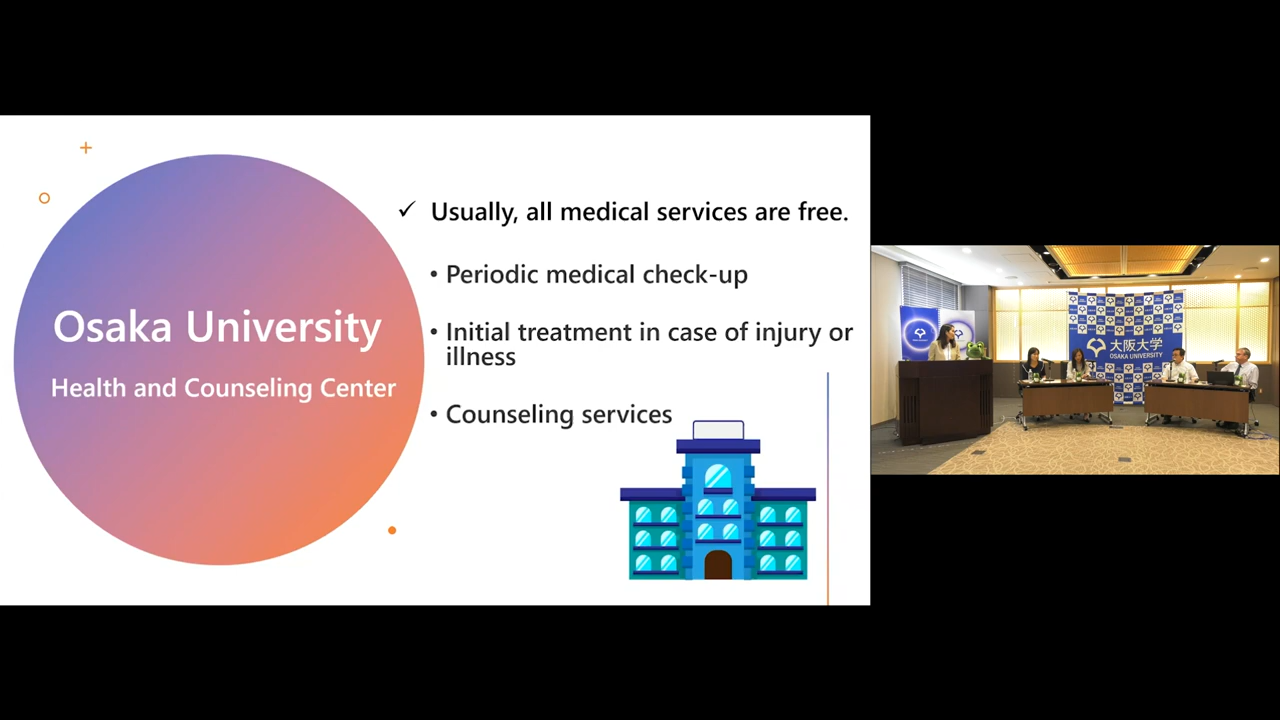 Osaka University
Health and Counseling Center
✓ Usually, all medical services are free.
• Periodic medical check-up
• Initial treatment in case of injury or
illness
• Counseling services
大阪大学
OSAKA UNIVERSITY